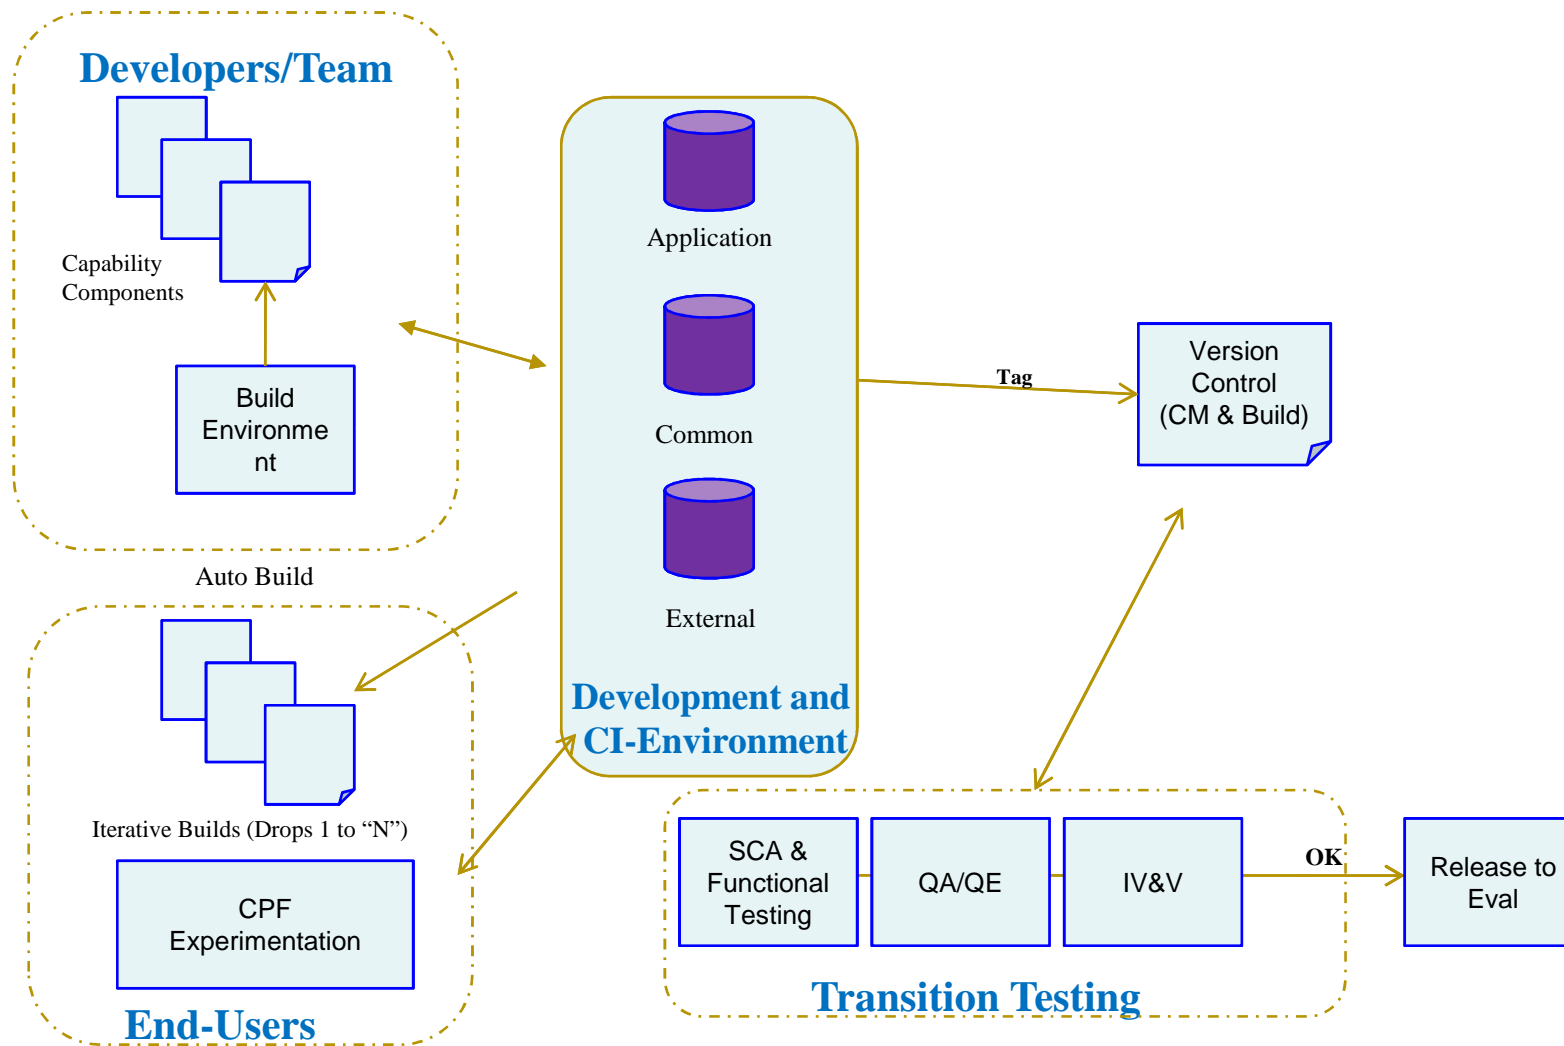 Developers/Team
Capability
Components
Build
Environme
nt
Auto Build
Iterative Builds (Drops 1 to “N”)
CPF
Experimentation
End-Users
Application
Common
External
Development and
CI-Environment
Tag
Version
Control
(CM & Build)
SCA &
Functional
Testing
QA/QE
IV&V
OK
Release to
Eval
Transition Testing